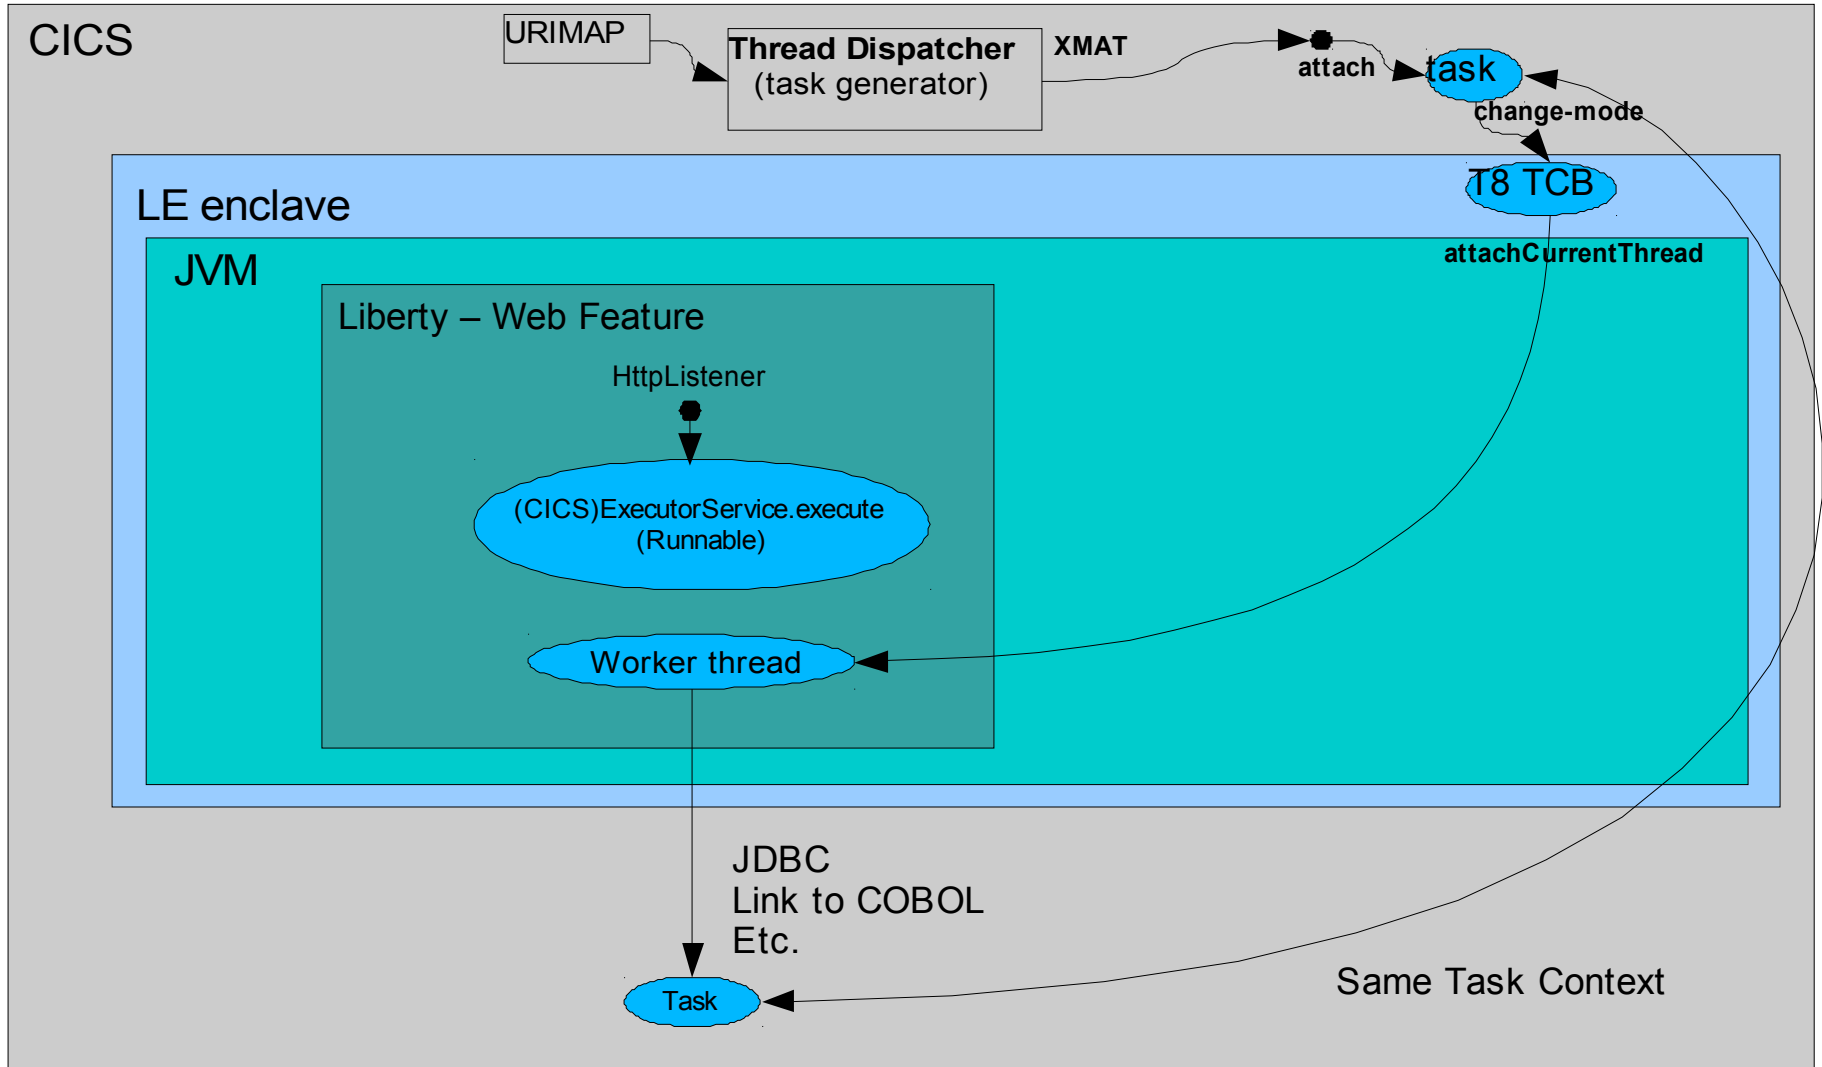 CICS
URIMAP
Thread Dispatcher
(task generator)
XMAT
attach
task
change-mode
LE enclave
T8 TCB
attachCurrentThread
JVM
Liberty – Web Feature
HttpListener
(CICS)ExecutorService.execute
(Runnable)
Worker thread
JDBC
Link to COBOL
Etc.
Task
Same Task Context